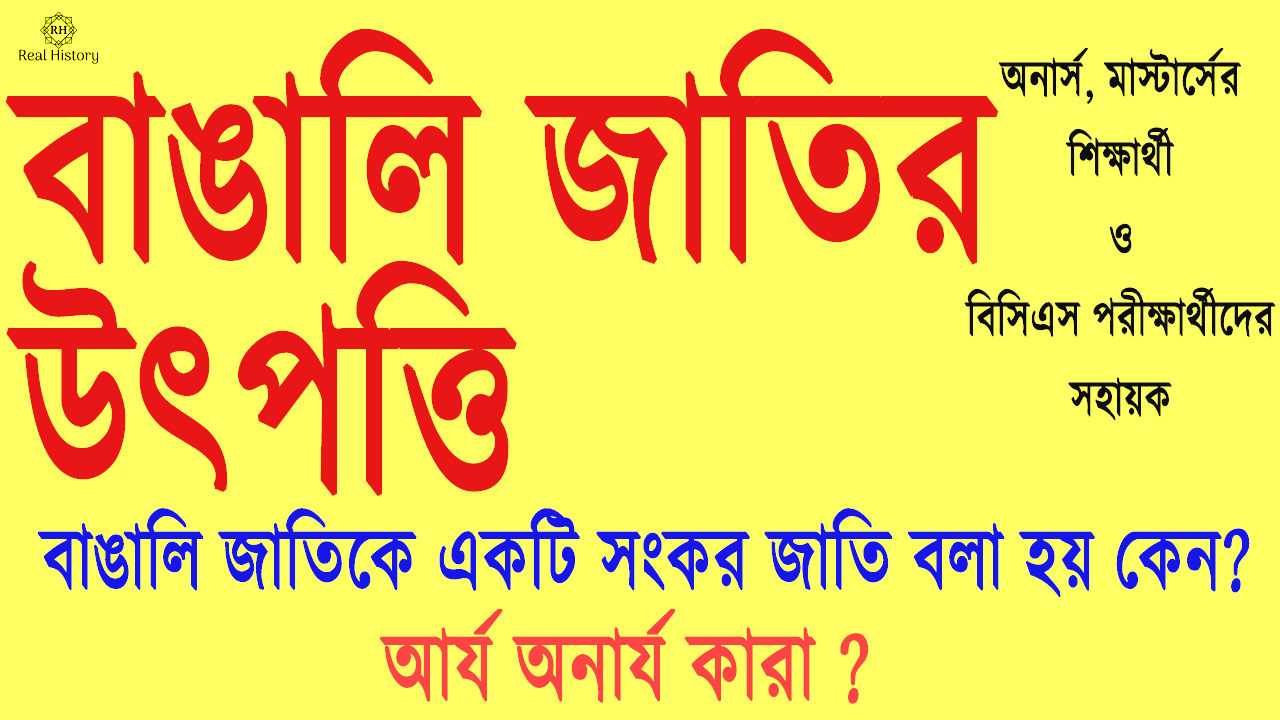 RH
Real History
বাঙালি জাতির
উৎপত্তি
অনার্স, মাস্টার্সের
শিক্ষার্থী
ও
বিসিএস পরীক্ষার্থীদের
সহায়ক
বাঙালি জাতিকে একটি সংকর জাতি বলা হয় কেন?
আর্য অনার্য কারা ?